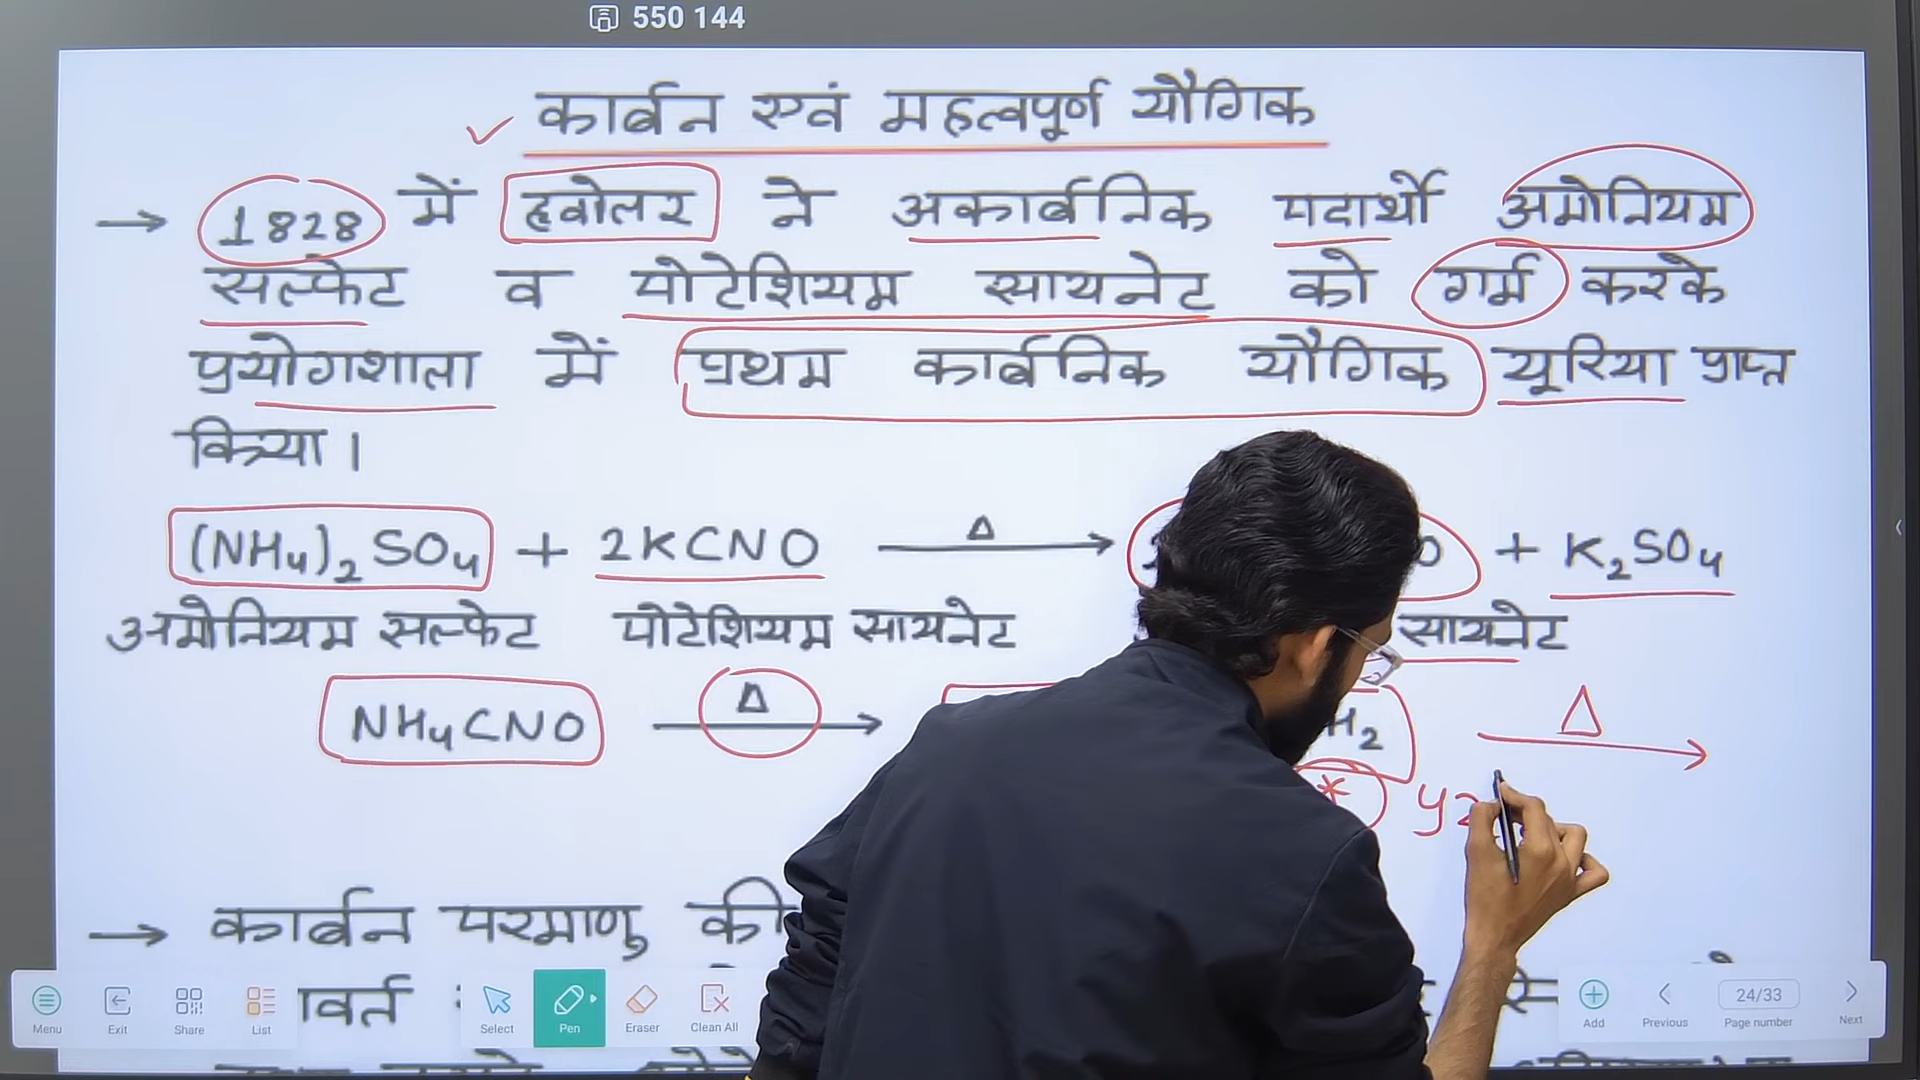 550 144
कार्बन एवं महत्वपूर्ण यौगिक
→ 1828 में ह्वोलर ने अकार्बनिक पदार्थो अमोनियम
सल्फेट व पोटेशियम सायनेट को गर्म करके
प्रयोगशाला में प्रथम कार्बनिक यौगिक यूरिया प्राप्त
किया।
(NH₄)₂SO₄ + 2KCNO Δ→ O + K₂SO₄
अमोनियम सल्फेट पोटेशियम सायनेट सायनेट
NH₄CNO Δ→ H₂ Δ→
* यू
→ कार्बन परमाणु की
Menu Exit Share List Select Pen Eraser Clean All Add Previous 24/33 Page number Next